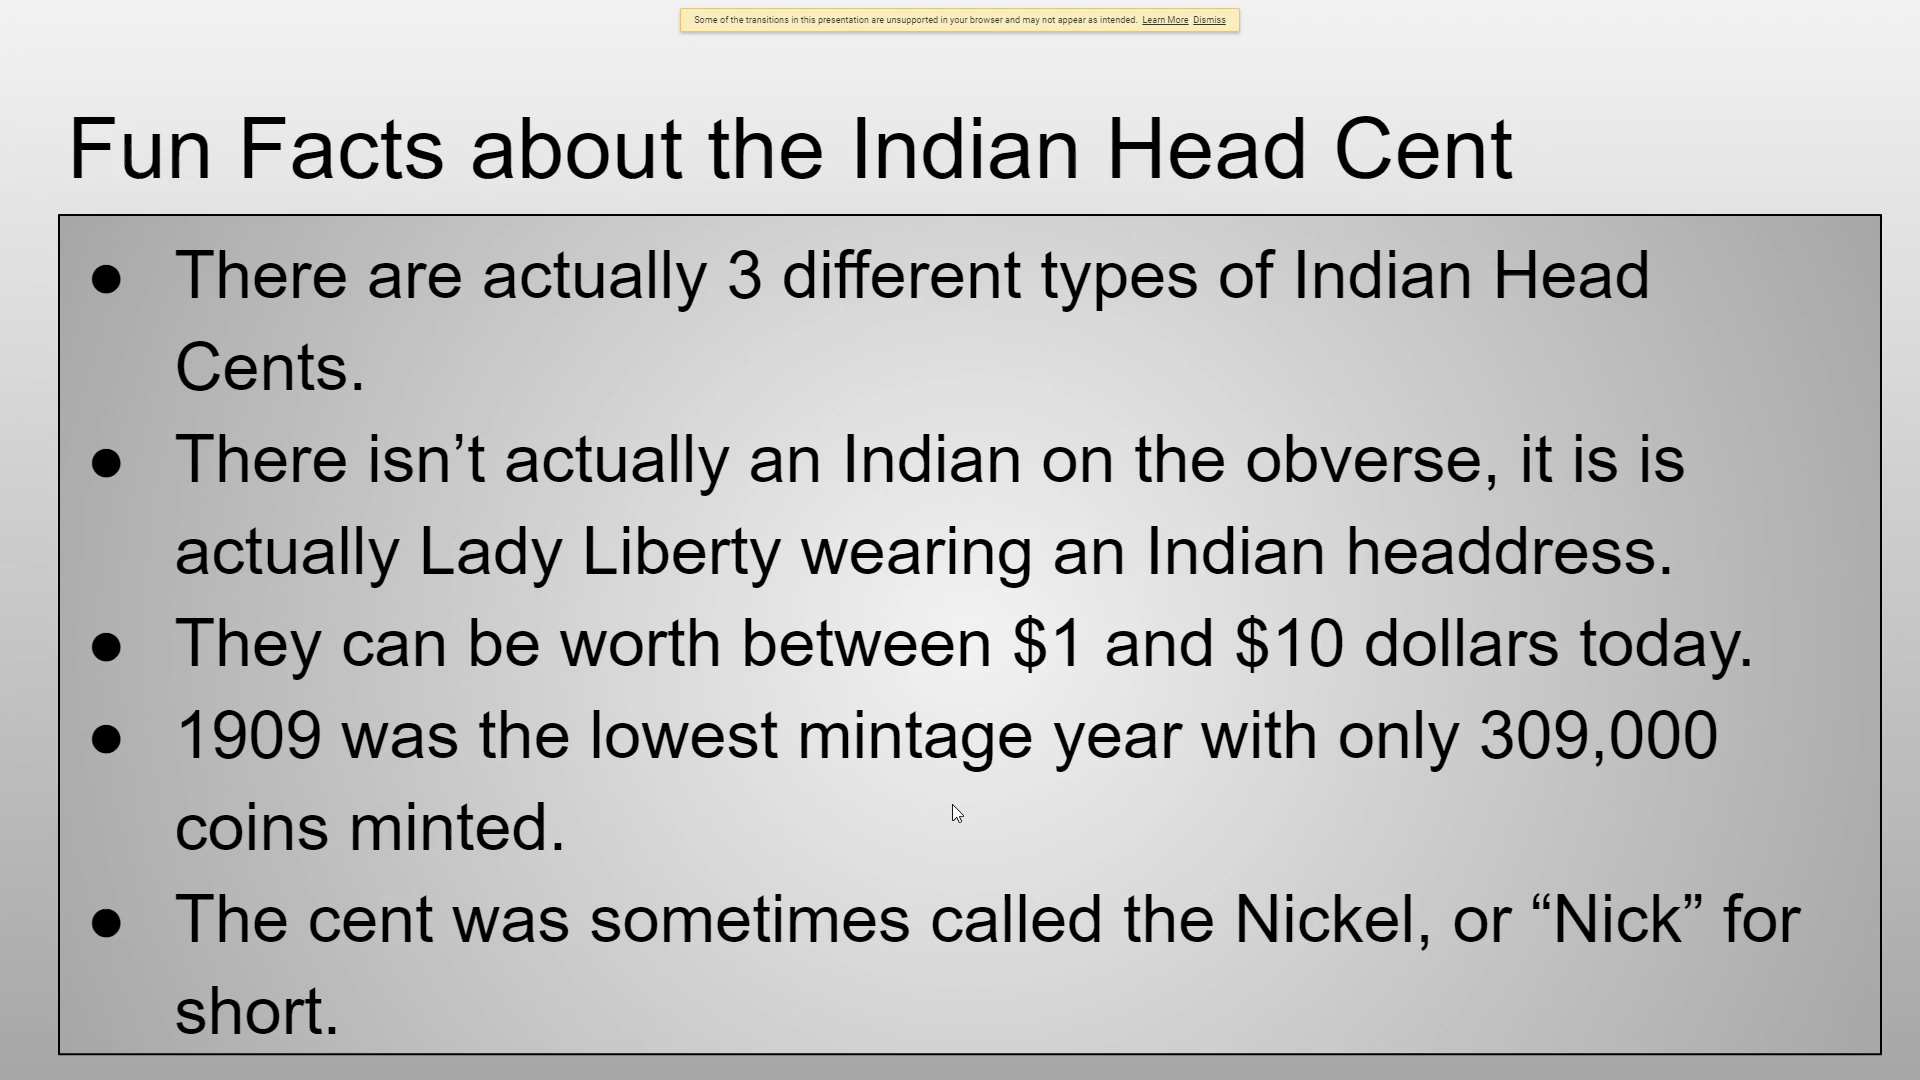 Some of the transitions in this presentation are unsupported in your browser and may not appear as intended. Learn More Dismiss
Fun Facts about the Indian Head Cent
● There are actually 3 different types of Indian Head
Cents.
● There isn’t actually an Indian on the obverse, it is is
actually Lady Liberty wearing an Indian headdress.
● They can be worth between $1 and $10 dollars today.
● 1909 was the lowest mintage year with only 309,000
coins minted.
● The cent was sometimes called the Nickel, or “Nick” for
short.